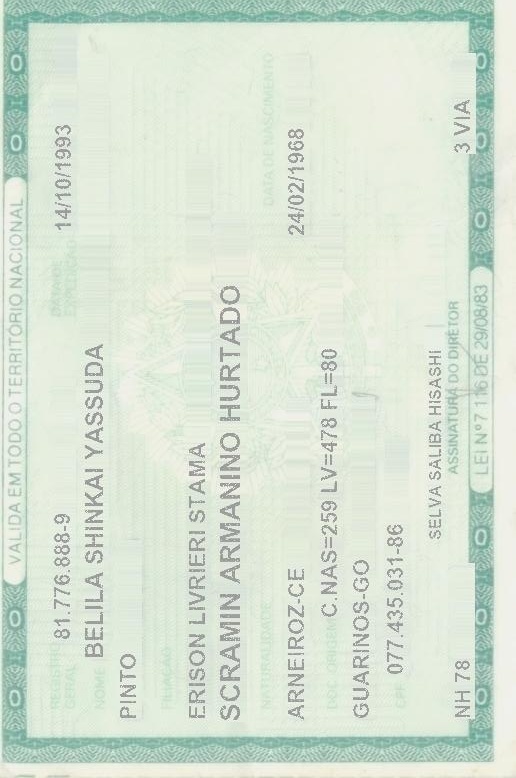 VALIDA EM TODO O TERRITÓRIO NACIONAL
81.776.888-9 14/10/1993
GERAL DATA DE
EXPEDIÇÃO
BELILA SHINKAI YASSUDA
PINTO
ERISON LIVRIERI STAMA
SCRAMIN ARMANINO HURTADO
NATURALIDADE DATA DE NASCIMENTO
ARNEIROZ-CE 24/02/1968
DOC. ORIGEM C.NAS=259 LV=478 FL=80
GUARINOS-GO
CPF 077.435.031-86
SELVA SALIBA HISASHI
ASSINATURA DO DIRETOR
NH 78 3 VIA
LEI Nº 7 116 DE 29/08/83